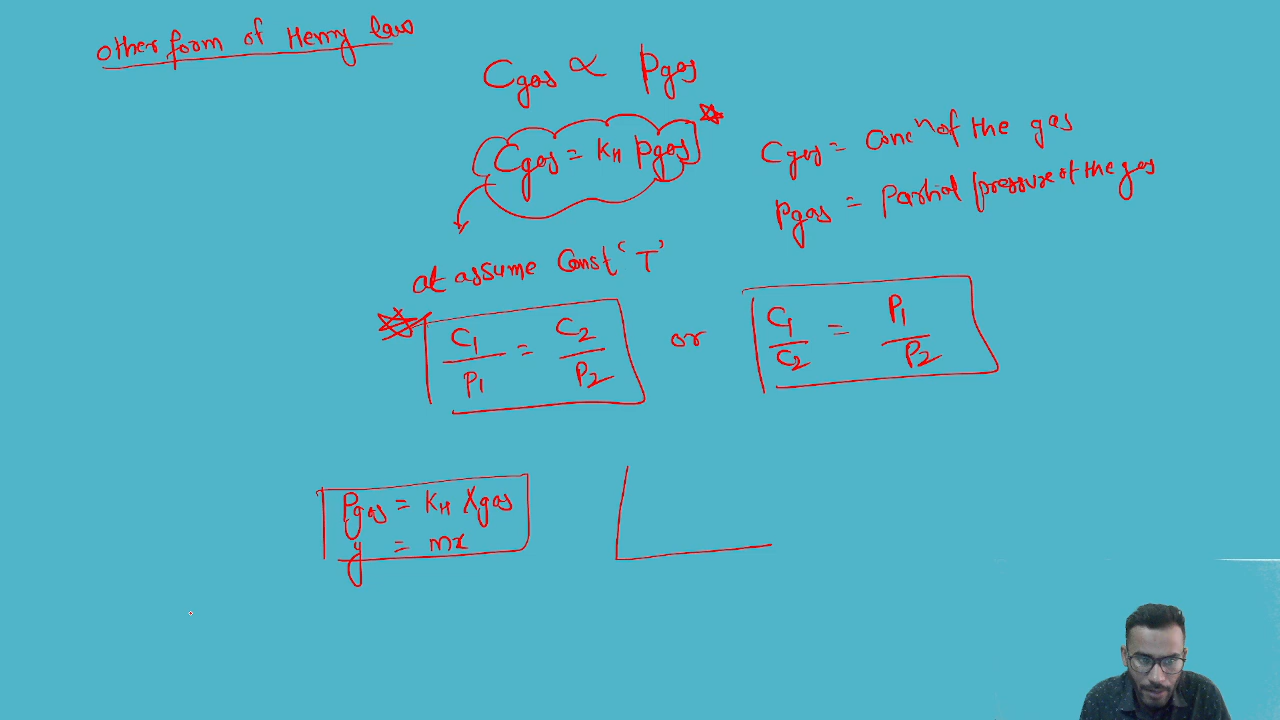 other form of Henry law
Cgas ∝ Pgas
Cgas = KH Pgas
Cgas = Concn of the gas
Pgas = Partial pressure of the gas
at assume Const 'T'
C1/P1 = C2/P2 or C1/C2 = P1/P2
Pgas = KH Xgas
y = mx